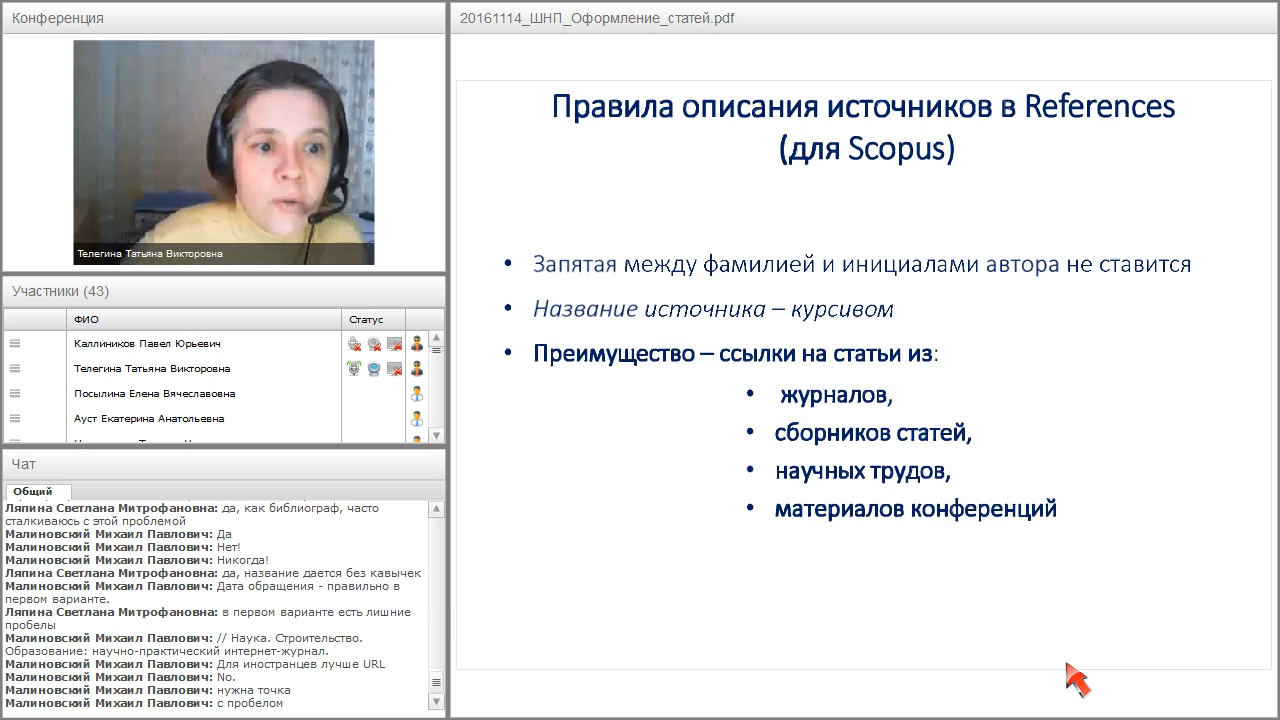 Конференция
Телегина Татьяна Викторовна
Участники (43)
ФИО
Статус
Каллиников Павел Юрьевич
Телегина Татьяна Викторовна
Посылина Елена Вячеславовна
Ауст Екатерина Анатольевна
Чат
Общий
Ляпина Светлана Митрофановна: да, как библиограф, часто
сталкиваюсь с этой проблемой
Малиновский Михаил Павлович: Да
Малиновский Михаил Павлович: Нет!
Малиновский Михаил Павлович: Никогда!
Ляпина Светлана Митрофановна: да, название дается без кавычек
Малиновский Михаил Павлович: Дата обращения - правильно в
первом варианте.
Ляпина Светлана Митрофановна: в первом варианте есть лишние
пробелы
Малиновский Михаил Павлович: // Наука. Строительство.
Образование: научно-практический интернет-журнал.
Малиновский Михаил Павлович: Для иностранцев лучше URL
Малиновский Михаил Павлович: No.
Малиновский Михаил Павлович: нужна точка
Малиновский Михаил Павлович: с пробелом
20161114_ШНП_Оформление_статей.pdf
Правила описания источников в References
(для Scopus)
• Запятая между фамилией и инициалами автора не ставится
• Название источника – курсивом
• Преимущество – ссылки на статьи из:
• журналов,
• сборников статей,
• научных трудов,
• материалов конференций